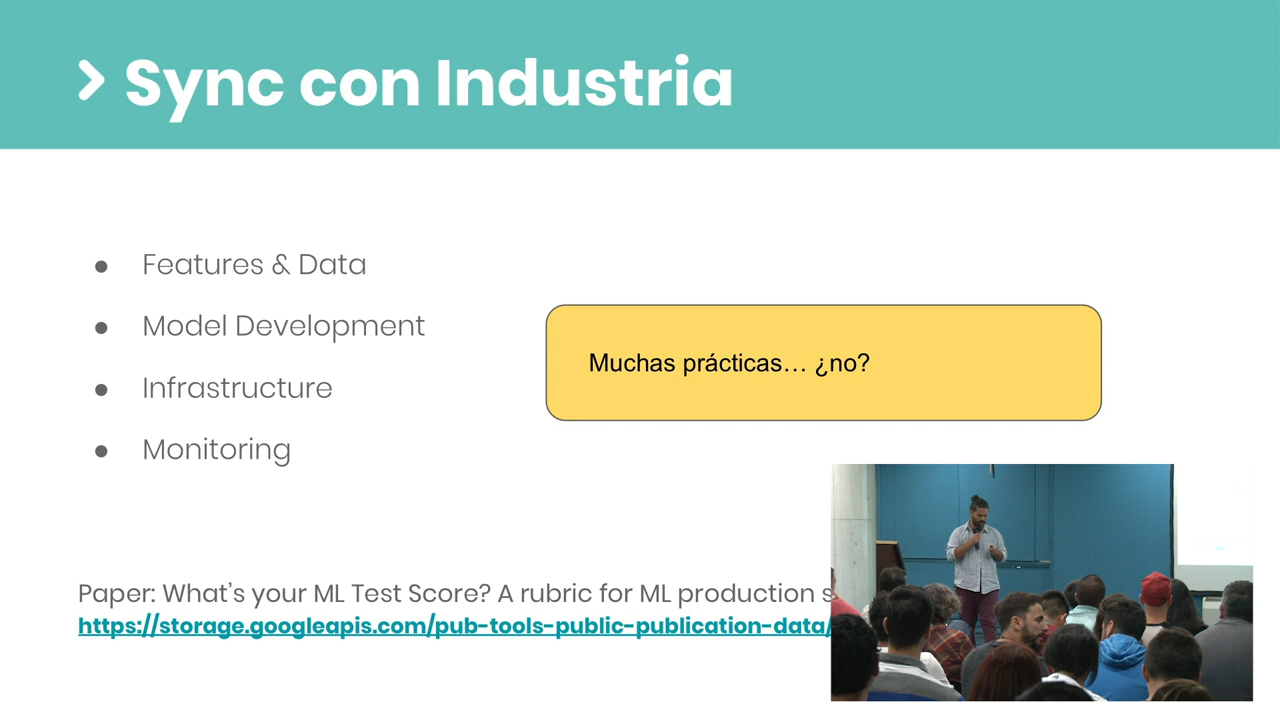 Sync con Industria
● Features & Data
● Model Development
● Infrastructure
● Monitoring
Muchas prácticas… ¿no?
Paper: What's your ML Test Score? A rubric for ML production
https://storage.googleapis.com/pub-tools-public-publication-data/